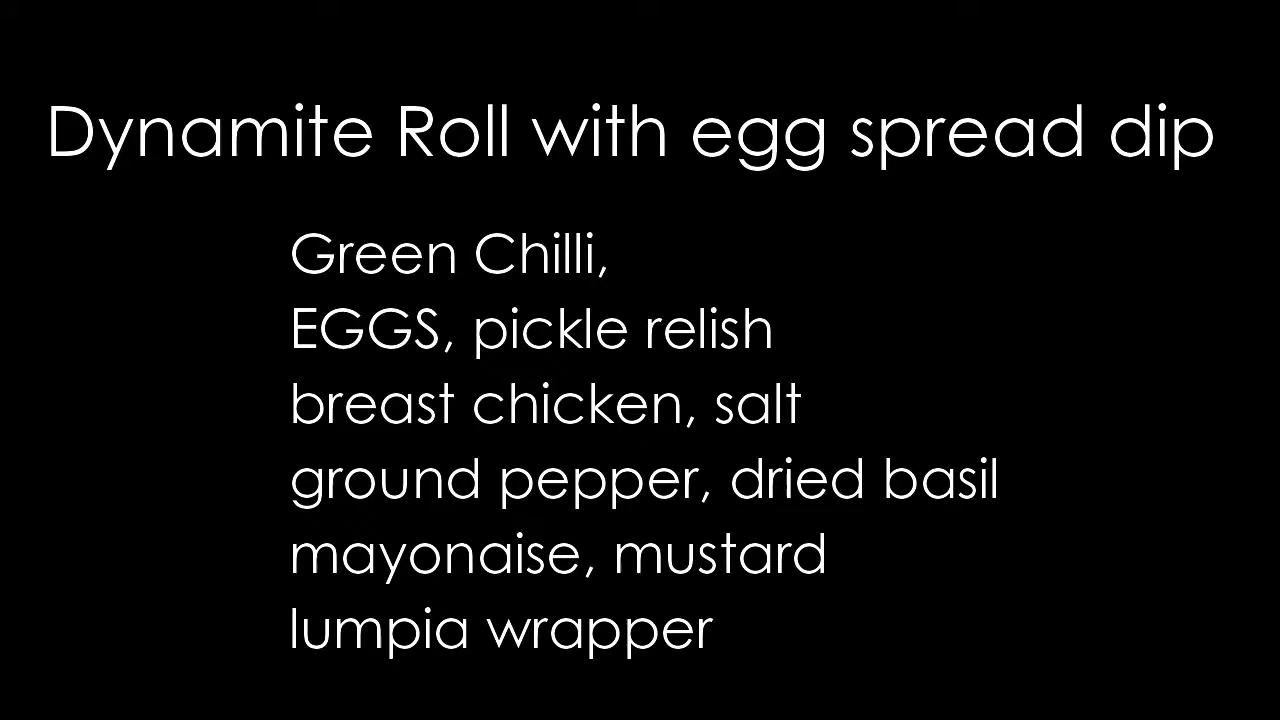 Dynamite Roll with egg spread dip
Green Chilli,
EGGS, pickle relish
breast chicken, salt
ground pepper, dried basil
mayonaise, mustard
lumpia wrapper